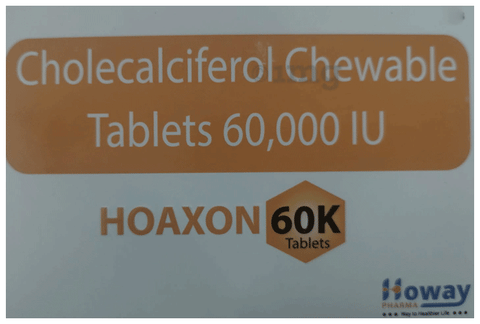 Cholecalciferol Chewable
Tablets 60,000 IU
HOAXON 60K
Tablets
Howay
PHARMA
Way to Healthier Life